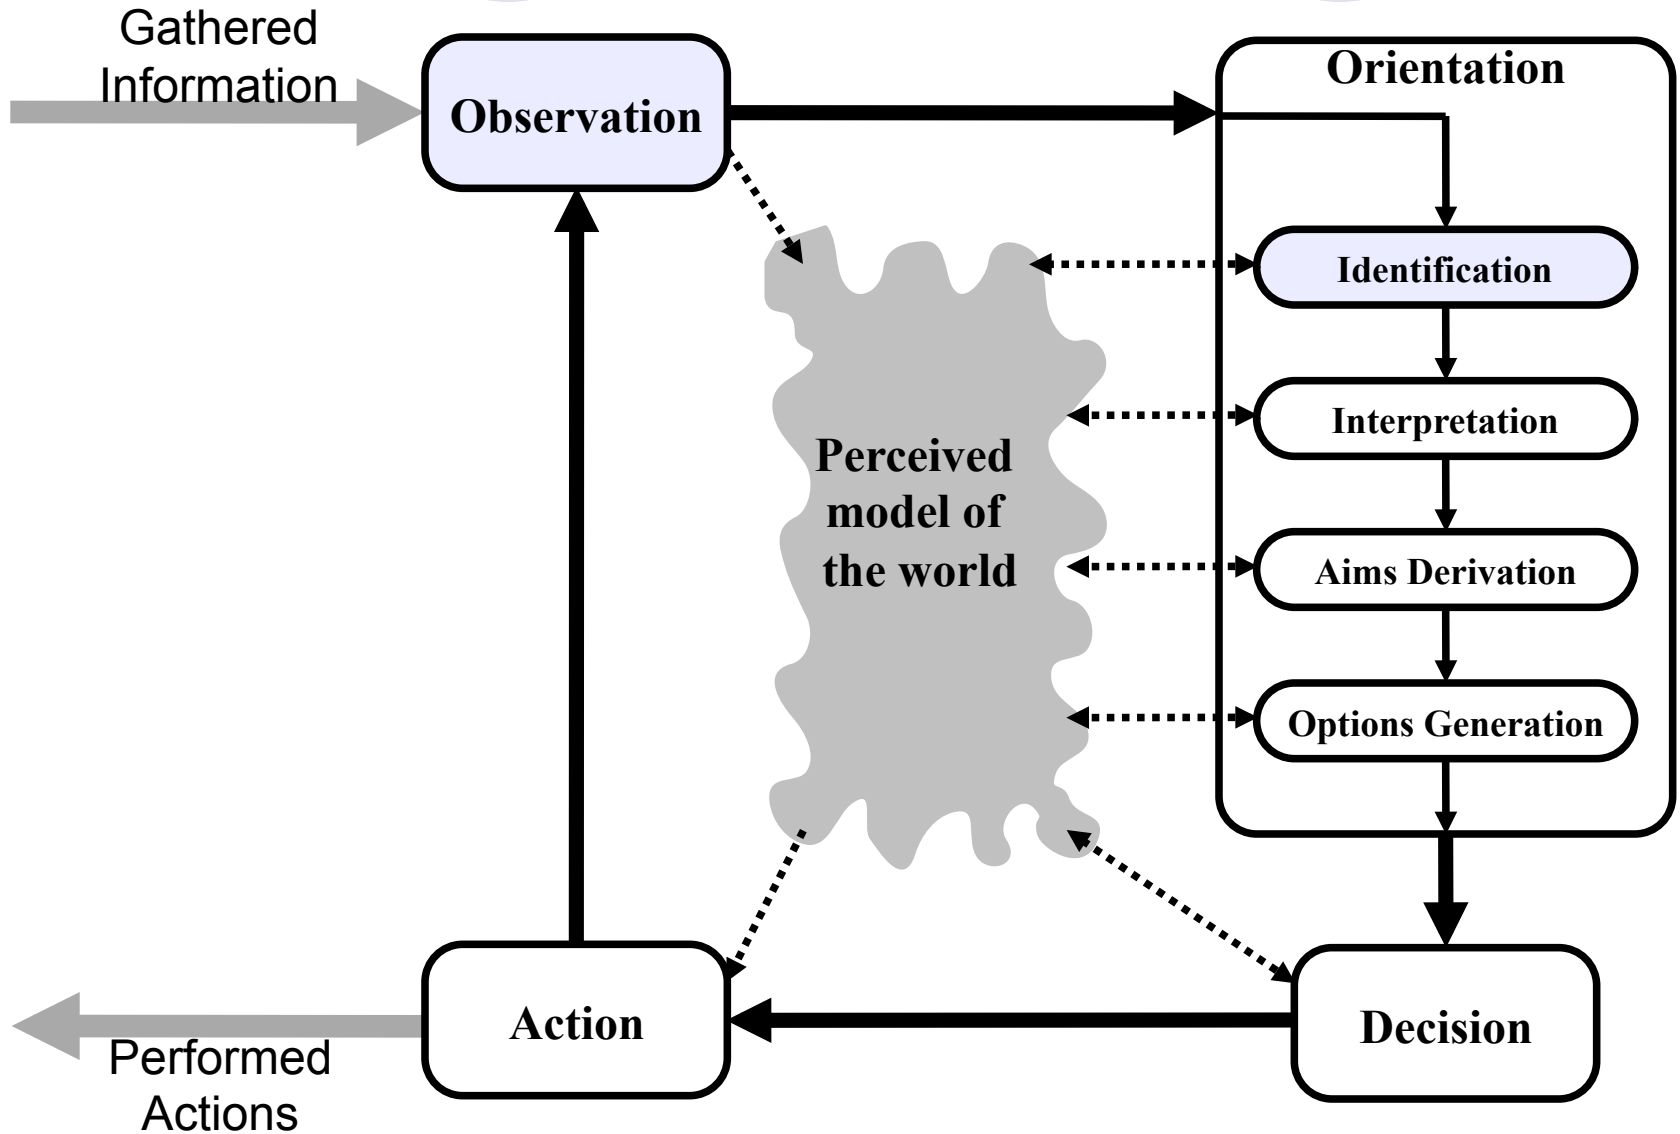 Gathered
Information
Observation
Orientation
Identification
Interpretation
Aims Derivation
Options Generation
Perceived
model of
the world
Action
Decision
Performed
Actions